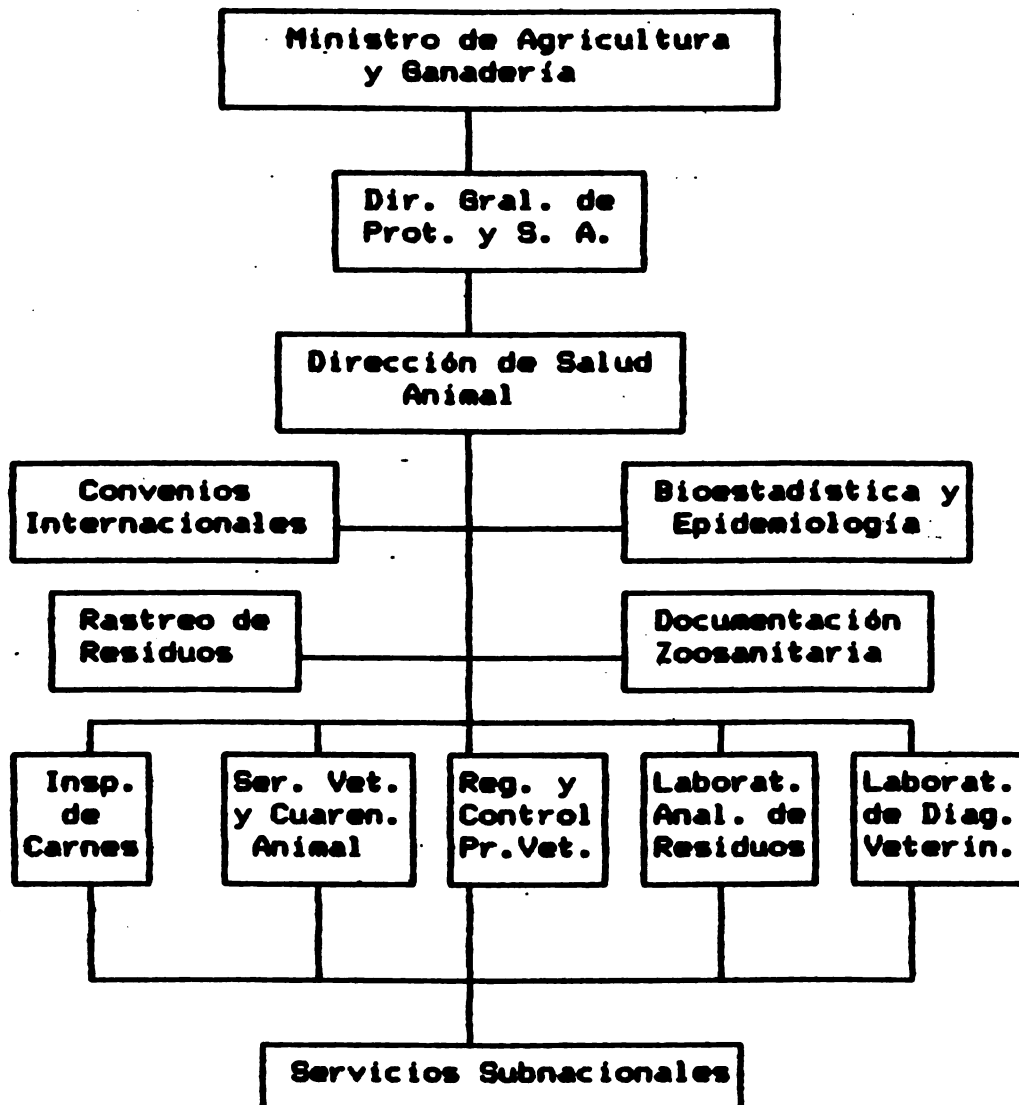 Ministro de Agricultura
y Ganadería
Dir. Gral. de
Prot. y S. A.
Dirección de Salud
Animal
Convenios
Internacionales
Bioestadística y
Epidemiología
Rastreo de
Residuos
Documentación
Zoosanitaria
Insp.
de
Carnes
Ser. Vet.
y Cuaren.
Animal
Reg. y
Control
Pr.Vet.
Laborat.
Anal. de
Residuos
Laborat.
de Diag.
Veterin.
Servicios Subnacionales